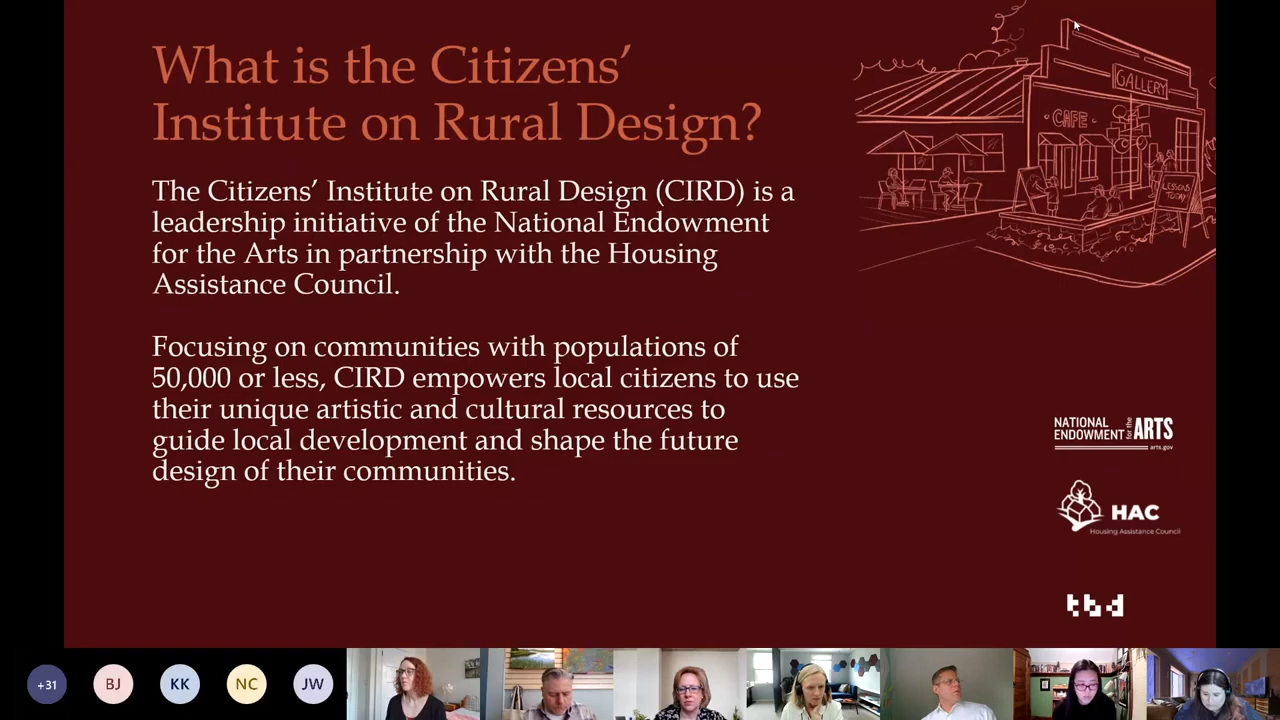 What is the Citizens’
Institute on Rural Design?
The Citizens’ Institute on Rural Design (CIRD) is a
leadership initiative of the National Endowment
for the Arts in partnership with the Housing
Assistance Council.
Focusing on communities with populations of
50,000 or less, CIRD empowers local citizens to use
their unique artistic and cultural resources to
guide local development and shape the future
design of their communities.
GALLERY
· CAFE ·
LESSONS
TODAY
NATIONAL
ENDOWMENT for the ARTS
arts.gov
HAC
Housing Assistance Council
tbd
+31
BJ
KK
NC
JW